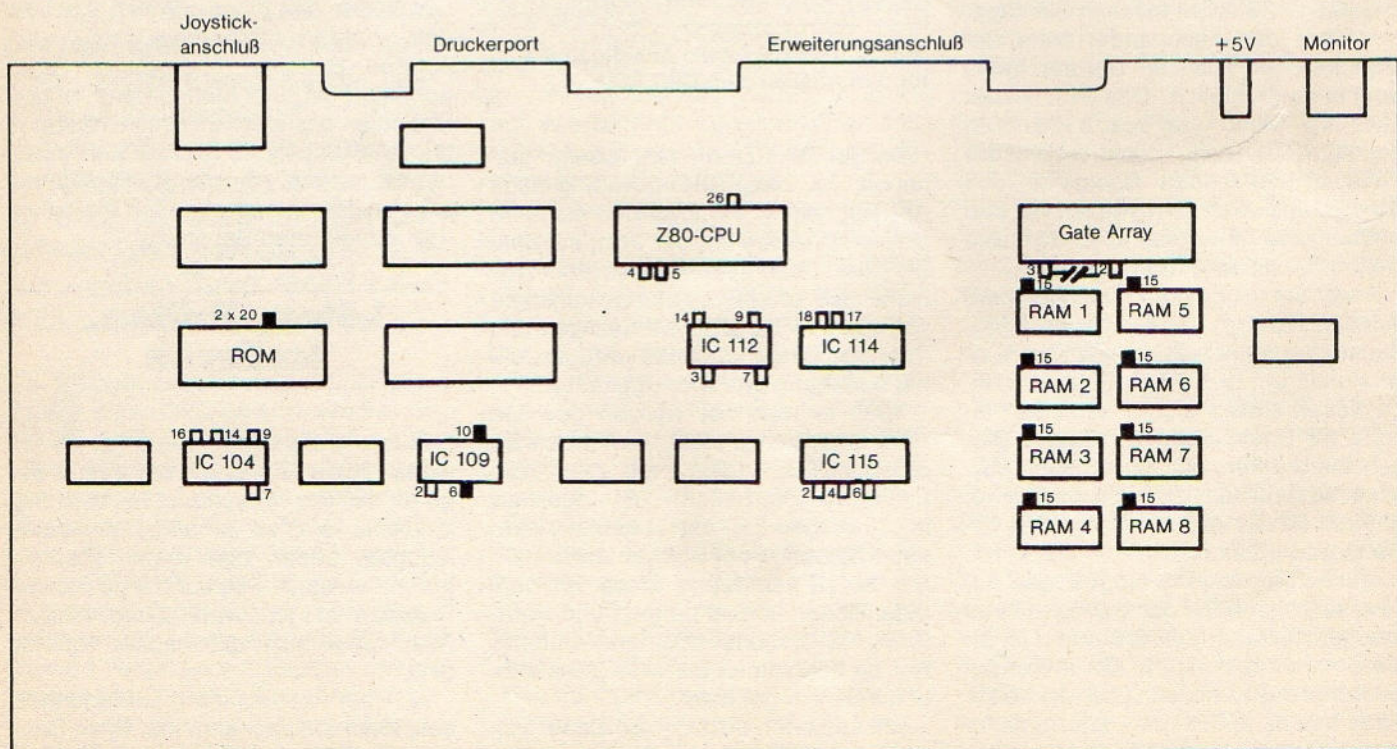 Joystick-
anschluß
Druckerport
Erweiterungsanschluß
+5V
Monitor
26
Z80-CPU
4 5
Gate Array
3 12
15
RAM 1
15
RAM 5
2 x 20
ROM
14 9
IC 112
3 7
18 17
IC 114
15
RAM 2
15
RAM 6
16 14 9
IC 104
7
10
IC 109
2 6
IC 115
2 4 6
15
RAM 3
15
RAM 7
15
RAM 4
15
RAM 8